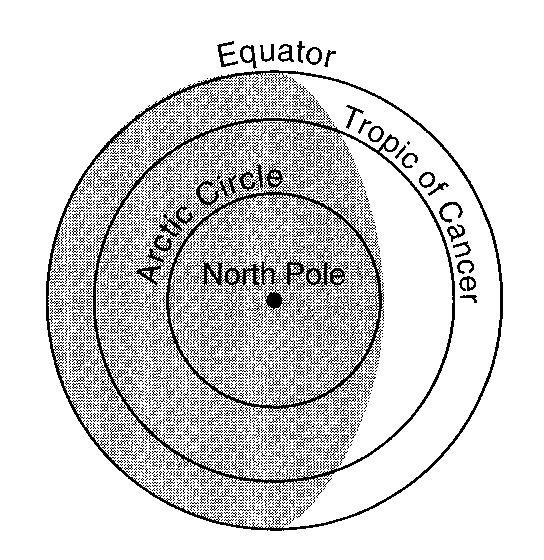 Equator
Tropic of Cancer
Arctic Circle
North Pole